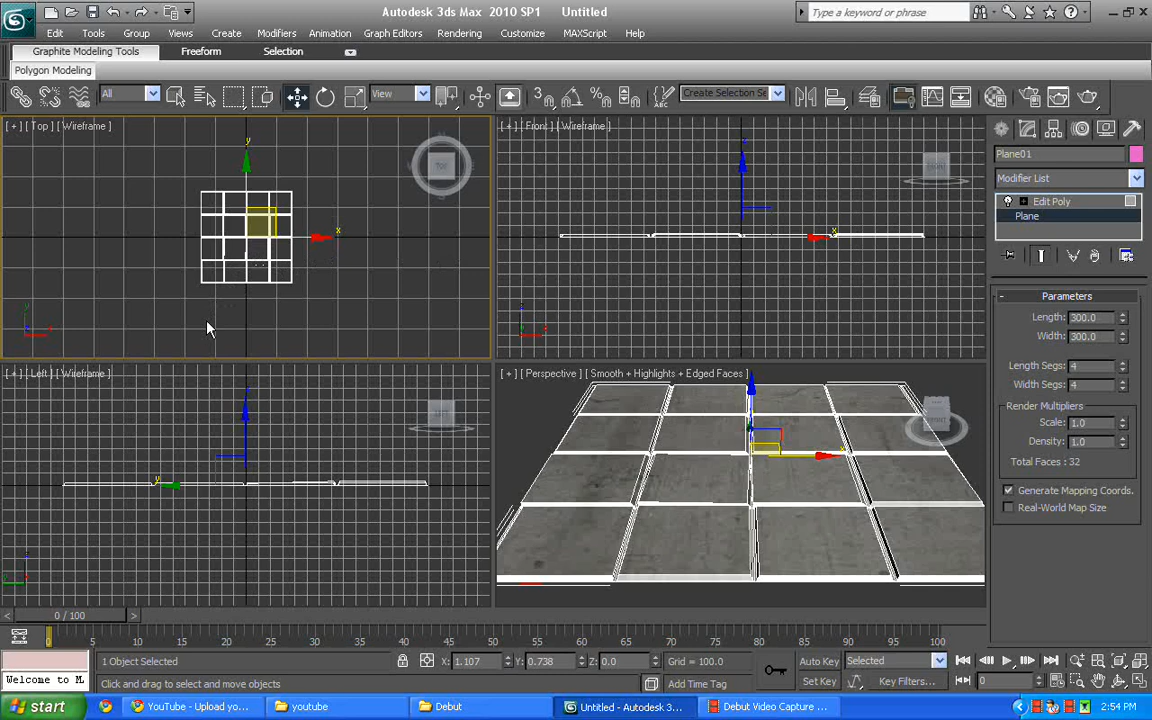 Autodesk 3ds Max 2010 SP1 Untitled
Type a keyword or phrase
Edit Tools Group Views Create Modifiers Animation Graph Editors Rendering Customize MAXScript Help
Graphite Modeling Tools Freeform Selection
Polygon Modeling
All View 3 Create Selection Se
[ + ] [ Top ] [ Wireframe ]
[ + ] [ Front ] [ Wireframe ]
TOP
FRONT
y
x
z
x
Plane01
Modifier List
Edit Poly
Plane
Parameters
Length: 300.0
Width: 300.0
Length Segs: 4
Width Segs: 4
Render Multipliers
Scale: 1.0
Density: 1.0
Total Faces : 32
Generate Mapping Coords.
Real-World Map Size
[ + ] [ Left ] [ Wireframe ]
[ + ] [ Perspective ] [ Smooth + Highlights + Edged Faces ]
LEFT
y
x
0 / 100
0 5 10 15 20 25 30 35 40 45 50 55 60 65 70 75 80 85 90 95 100
1 Object Selected X: 1.107 Y: 0.738 Z: 0.0 Grid = 100.0 Auto Key Selected
Welcome to M. Click and drag to select and move objects Add Time Tag Set Key Key Filters... 0
start YouTube - Upload yo... youtube Debut Untitled - Autodesk 3... Debut Video Capture ... 2:54 PM